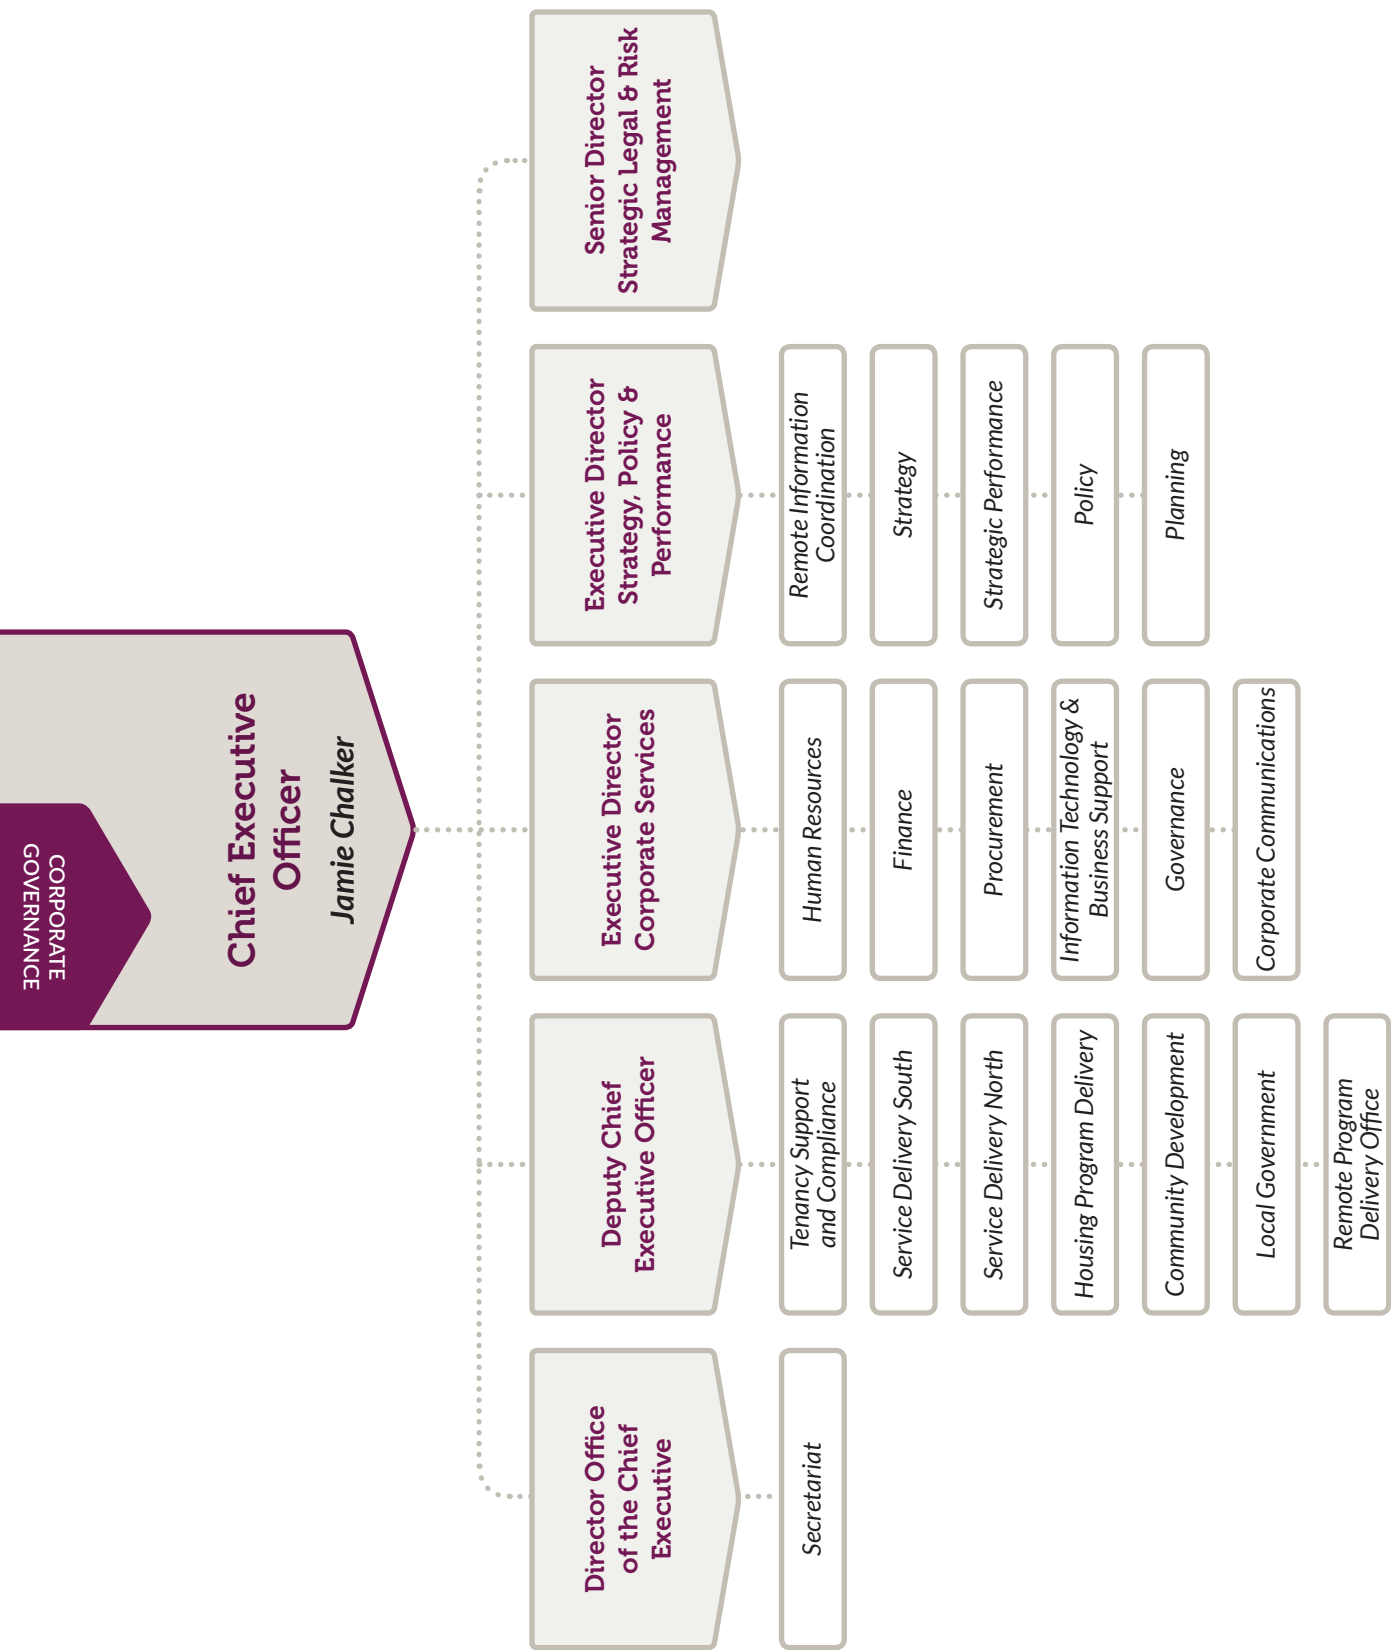 CORPORATE
GOVERNANCE
Chief Executive
Officer
Jamie Chalker
Director Office
of the Chief
Executive
Secretariat
Deputy Chief
Executive Officer
Tenancy Support
and Compliance
Service Delivery South
Service Delivery North
Housing Program Delivery
Community Development
Local Government
Remote Program
Delivery Office
Executive Director
Corporate Services
Human Resources
Finance
Procurement
Information Technology &
Business Support
Governance
Corporate Communications
Executive Director
Strategy, Policy &
Performance
Remote Information
Coordination
Strategy
Strategic Performance
Policy
Planning
Senior Director
Strategic Legal & Risk
Management